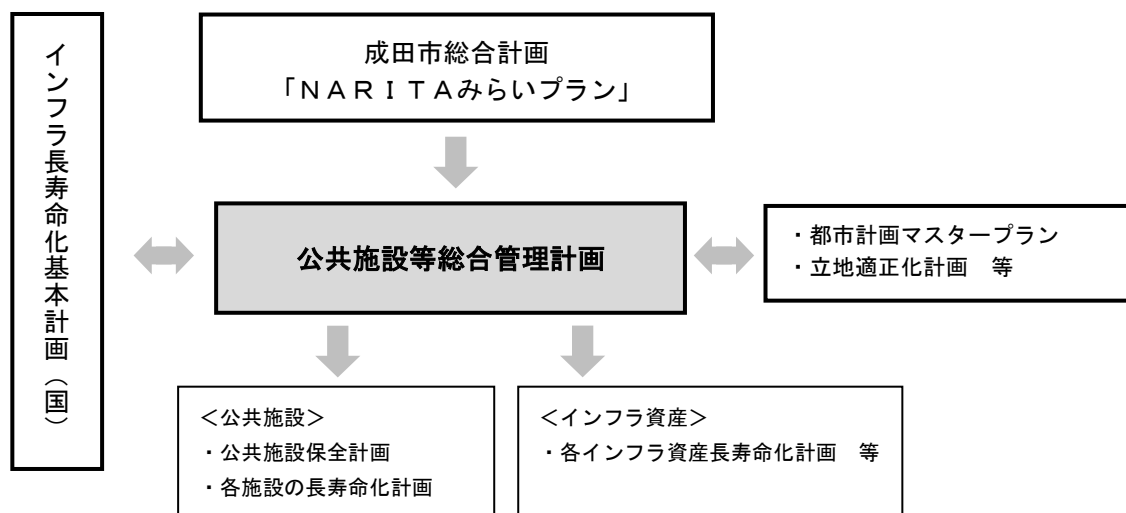 インフラ長寿命化基本計画（国）
成田市総合計画
「ＮＡＲＩＴＡみらいプラン」
公共施設等総合管理計画
・都市計画マスタープラン
・立地適正化計画　等
＜公共施設＞
・公共施設保全計画
・各施設の長寿命化計画
＜インフラ資産＞
・各インフラ資産長寿命化計画　等